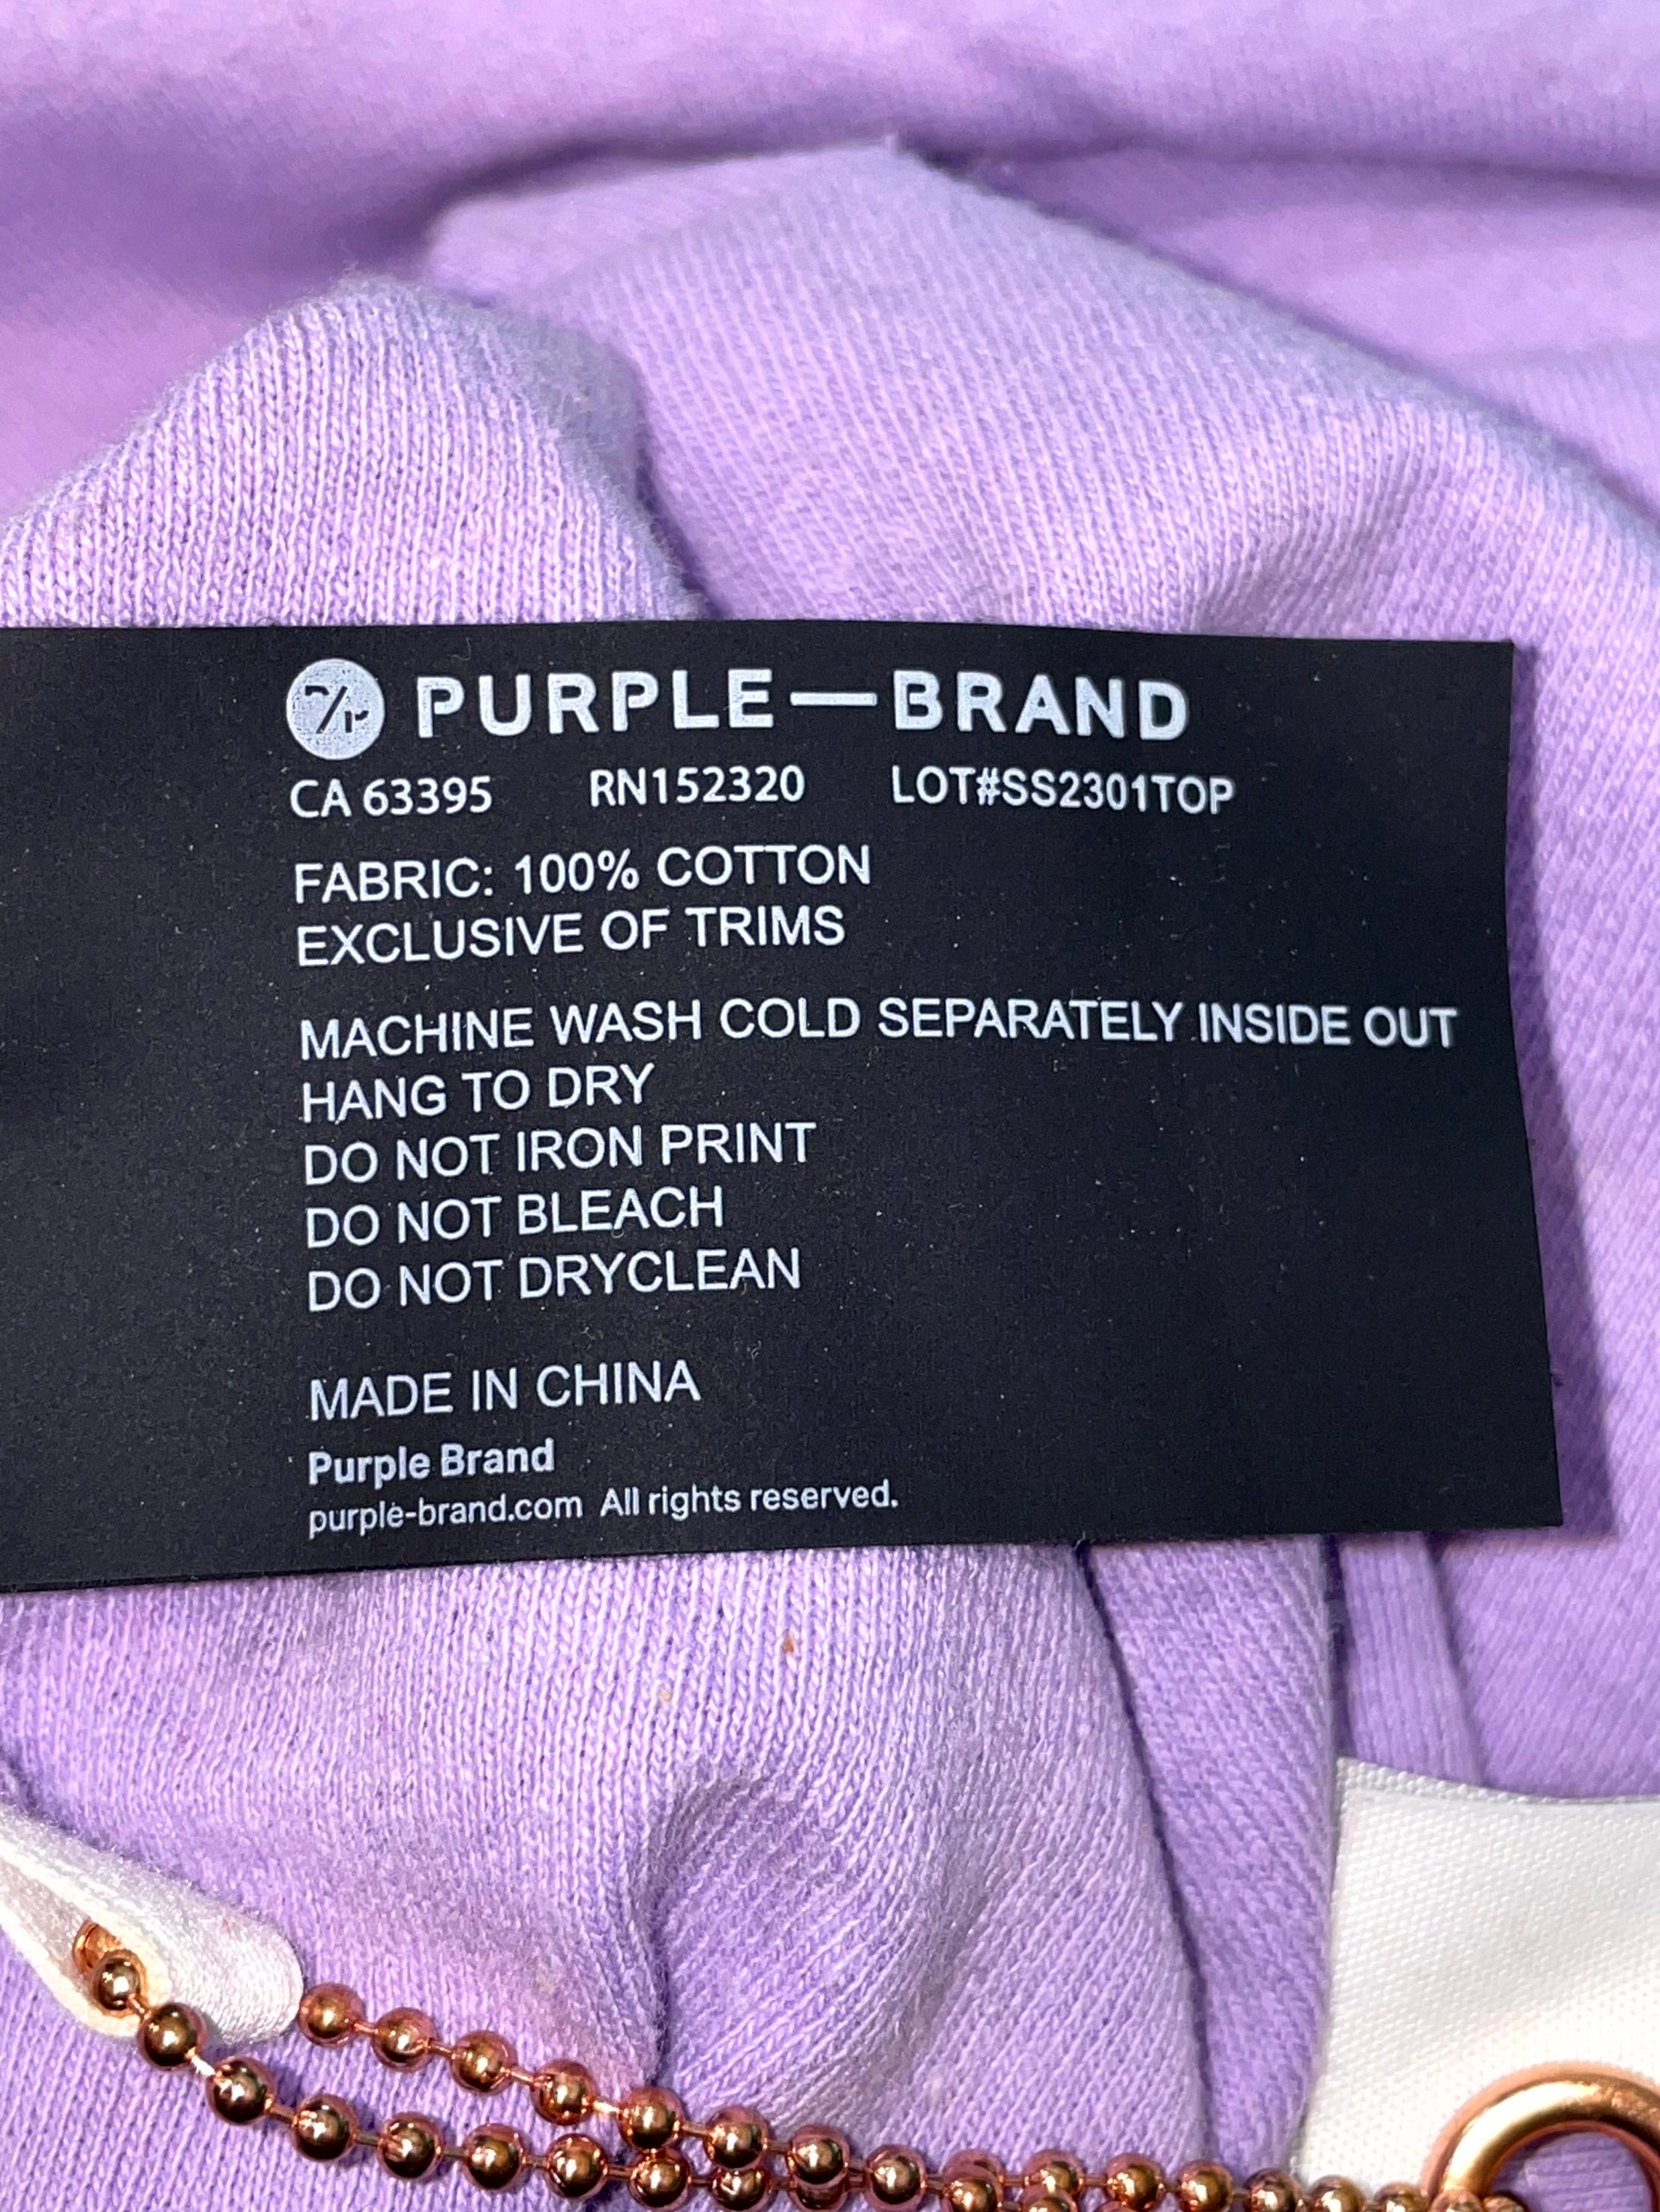 PURPLE—BRAND
CA 63395 RN152320 LOT#SS2301TOP
FABRIC: 100% COTTON
EXCLUSIVE OF TRIMS
MACHINE WASH COLD SEPARATELY INSIDE OUT
HANG TO DRY
DO NOT IRON PRINT
DO NOT BLEACH
DO NOT DRYCLEAN
MADE IN CHINA
Purple Brand
purple-brand.com All rights reserved.